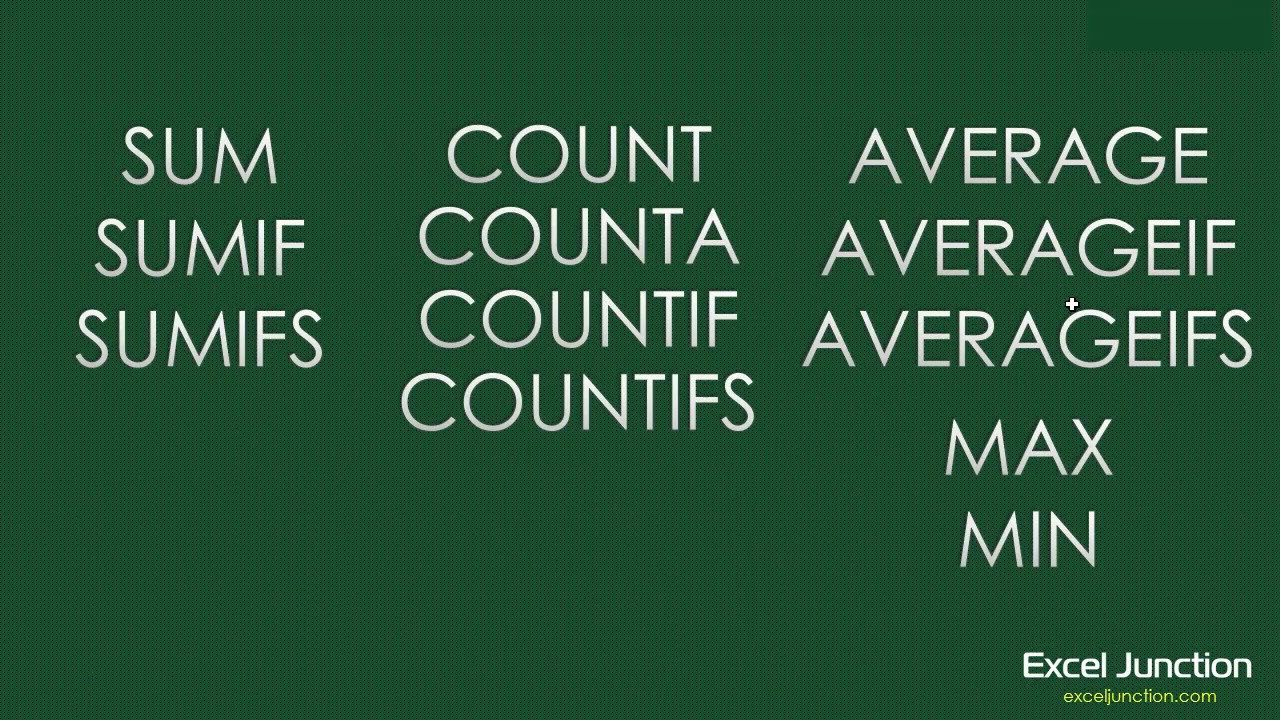 SUM
SUMIF
SUMIFS
COUNT
COUNTA
COUNTIF
COUNTIFS
AVERAGE
AVERAGEIF
AVERAGEIFS
MAX
MIN
Excel Junction
exceljunction.com